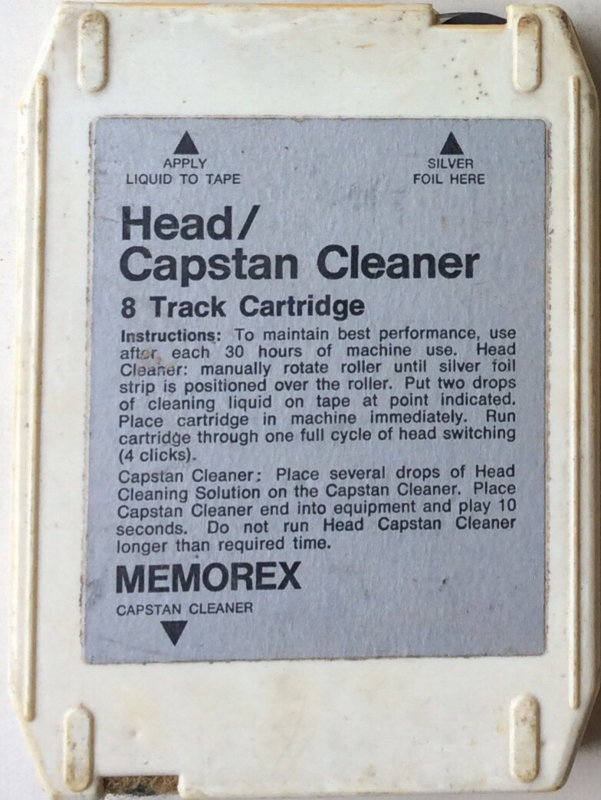 APPLY
LIQUID TO TAPE
SILVER
FOIL HERE
Head/
Capstan Cleaner
8 Track Cartridge
Instructions: To maintain best performance, use
after each 30 hours of machine use. Head
Cleaner: manually rotate roller until silver foil
strip is positioned over the roller. Put two drops
of cleaning liquid on tape at point indicated.
Place cartridge in machine immediately. Run
cartridge through one full cycle of head switching
(4 clicks).
Capstan Cleaner: Place several drops of Head
Cleaning Solution on the Capstan Cleaner. Place
Capstan Cleaner end into equipment and play 10
seconds. Do not run Head Capstan Cleaner
longer than required time.
MEMOREX
CAPSTAN CLEANER